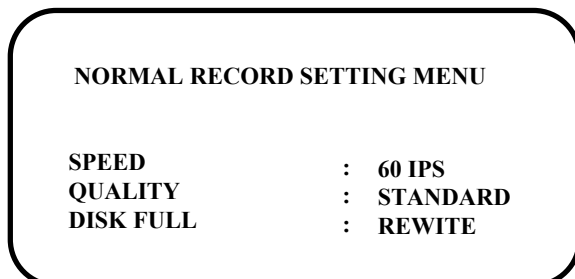 NORMAL RECORD SETTING MENU
SPEED : 60 IPS
QUALITY : STANDARD
DISK FULL : REWITE